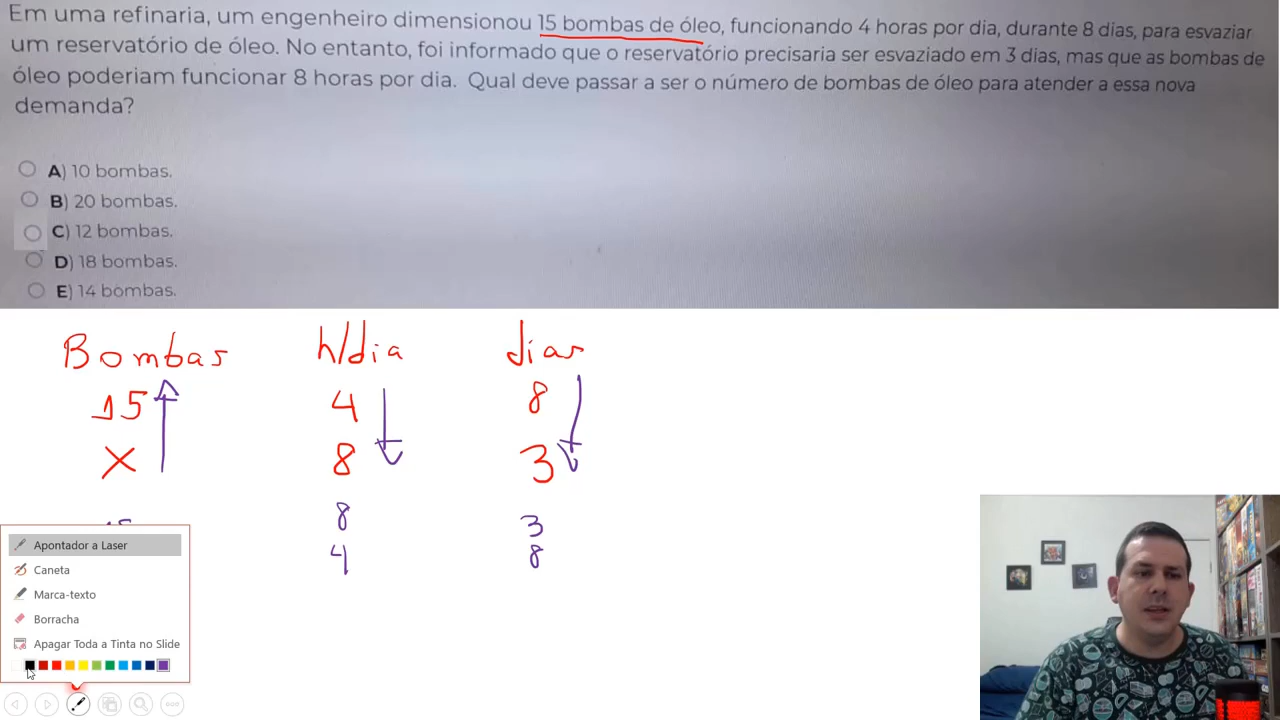 Em uma refinaria, um engenheiro dimensionou 15 bombas de óleo, funcionando 4 horas por dia, durante 8 dias, para esvaziar
um reservatório de óleo. No entanto, foi informado que o reservatório precisaria ser esvaziado em 3 dias, mas que as bombas de
óleo poderiam funcionar 8 horas por dia. Qual deve passar a ser o número de bombas de óleo para atender a essa nova
demanda?
A) 10 bombas.
B) 20 bombas.
C) 12 bombas.
D) 18 bombas.
E) 14 bombas.
Bombas h/dia dias
15 4 8
X 8 3
8 3
4 8
Apontador a Laser
Caneta
Marca-texto
Borracha
Apagar Toda a Tinta no Slide